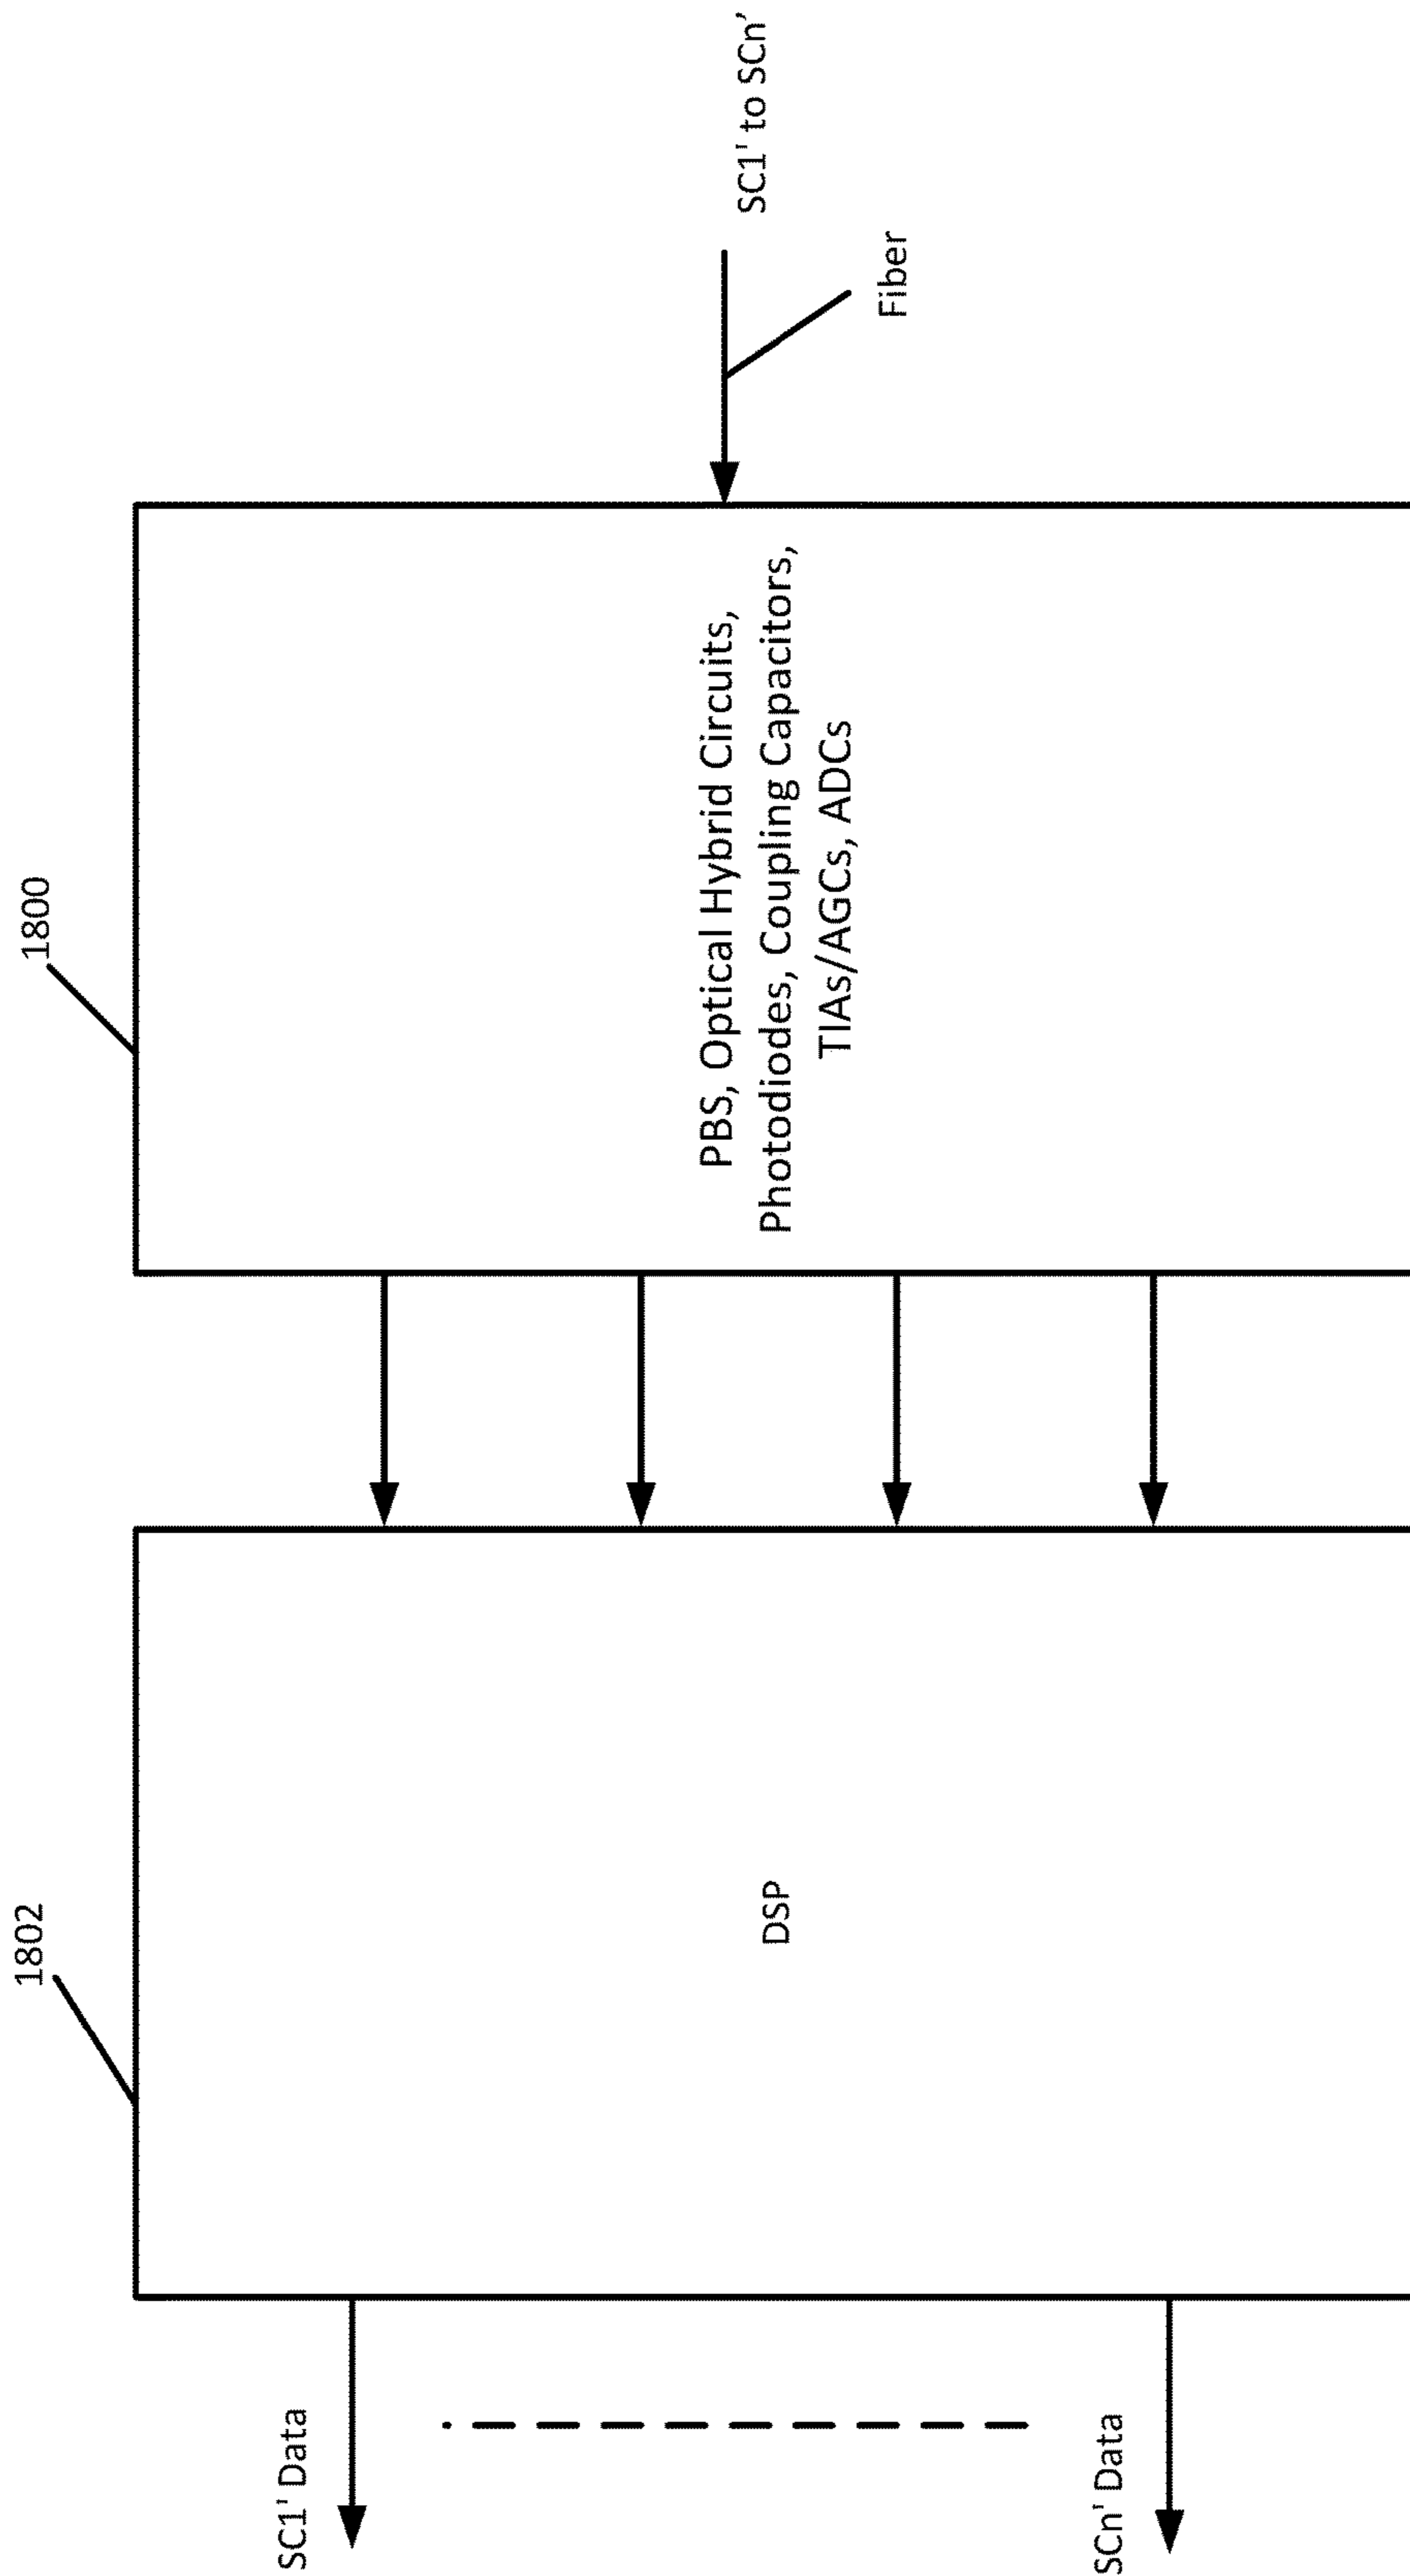 1802
1800
SC1' Data
SCn' Data
DSP
PBS, Optical Hybrid Circuits,
Photodiodes, Coupling Capacitors,
TIAs/AGCs, ADCs
SC1' to SCn’
Fiber